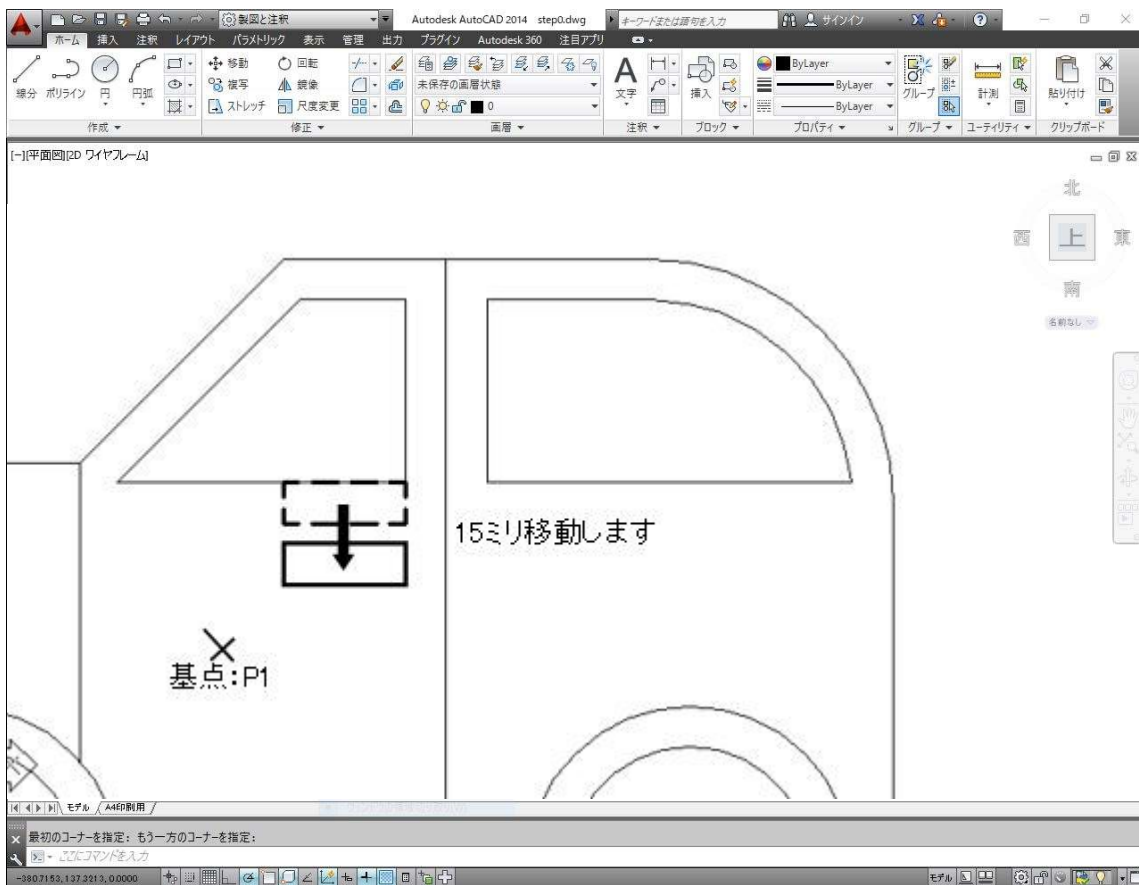 製図と注釈 Autodesk AutoCAD 2014 step0.dwg キーワードまたは語句を入力 サインイン
ホーム 挿入 注釈 レイアウト パラメトリック 表示 管理 出力 プラグイン Autodesk 360 注目アプリ
線分 ポリライン 円 円弧
移動 回転
複写 鏡像
ストレッチ 尺度変更
未保存の画層状態
0
文字 挿入
ByLayer
ByLayer
ByLayer
グループ 計測 貼り付け
作成 修正 画層 注釈 ブロック プロパティ グループ ユーティリティ クリップボード
[-][平面図][2D ワイヤフレーム]
北
西 上 東
南
名前なし
15ミリ移動します
基点:P1
モデル A4印刷用
最初のコーナーを指定: もう一方のコーナーを指定:
ここにコマンドを入力
-380.7153, 137.3213, 0.0000 モデル